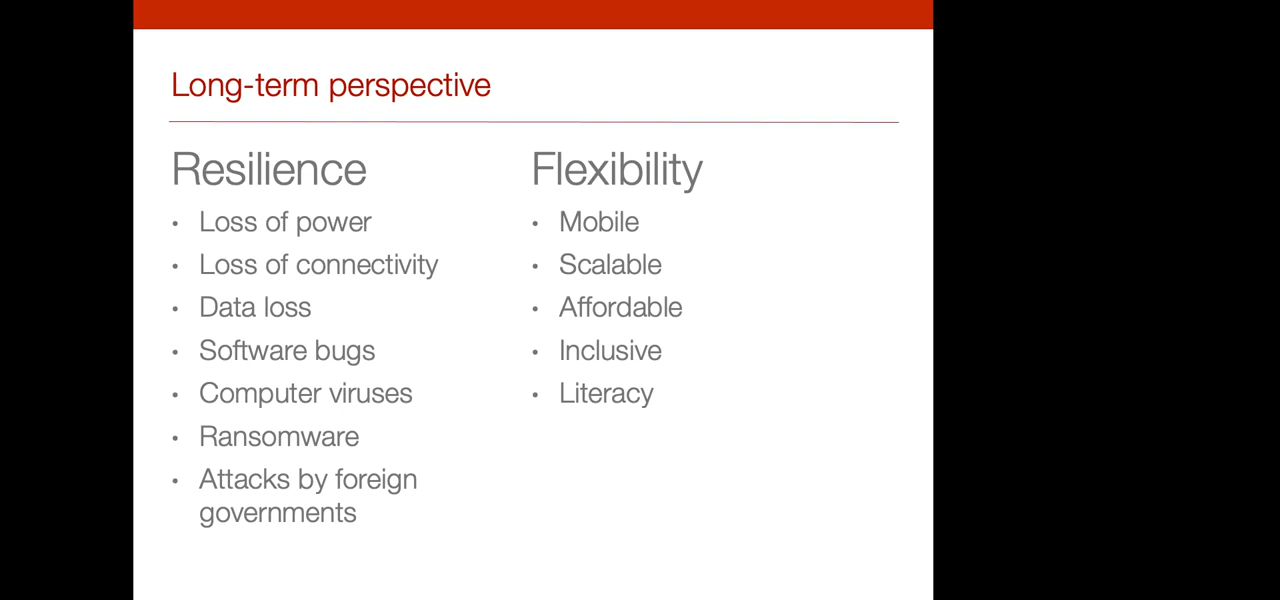 Long-term perspective
Resilience
• Loss of power
• Loss of connectivity
• Data loss
• Software bugs
• Computer viruses
• Ransomware
• Attacks by foreign
governments
Flexibility
• Mobile
• Scalable
• Affordable
• Inclusive
• Literacy